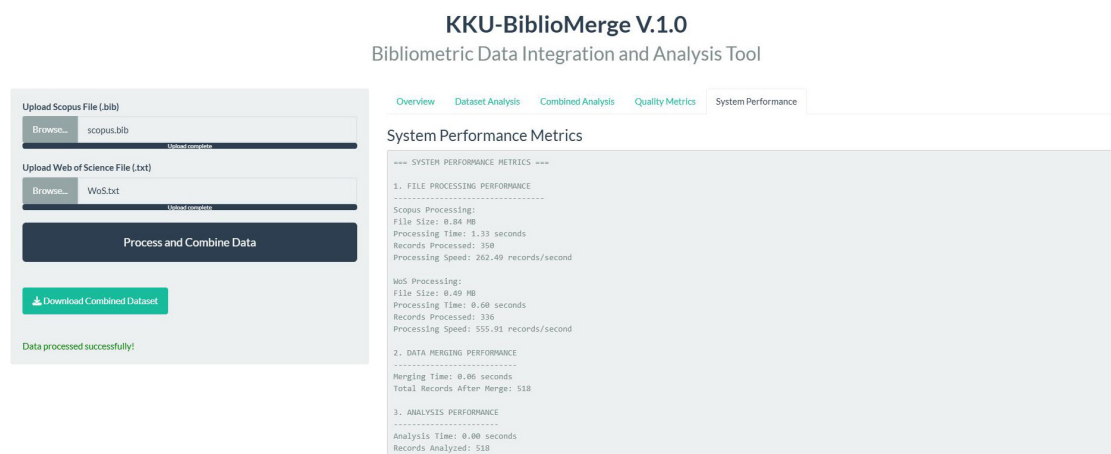 KKU-BiblioMerge V.1.0
Bibliometric Data Integration and Analysis Tool
Upload Scopus File (.bib)
Browse... scopus.bib
Upload complete
Upload Web of Science File (.txt)
Browse... WoS.txt
Upload complete
Process and Combine Data
Download Combined Dataset
Data processed successfully!
Overview Dataset Analysis Combined Analysis Quality Metrics System Performance
System Performance Metrics
=== SYSTEM PERFORMANCE METRICS ===
1. FILE PROCESSING PERFORMANCE
--------------------------------
Scopus Processing:
File Size: 0.84 MB
Processing Time: 1.33 seconds
Records Processed: 350
Processing Speed: 262.49 records/second
WoS Processing:
File Size: 0.49 MB
Processing Time: 0.60 seconds
Records Processed: 336
Processing Speed: 555.91 records/second
2. DATA MERGING PERFORMANCE
--------------------------
Merging Time: 0.06 seconds
Total Records After Merge: 518
3. ANALYSIS PERFORMANCE
----------------------
Analysis Time: 0.00 seconds
Records Analyzed: 518